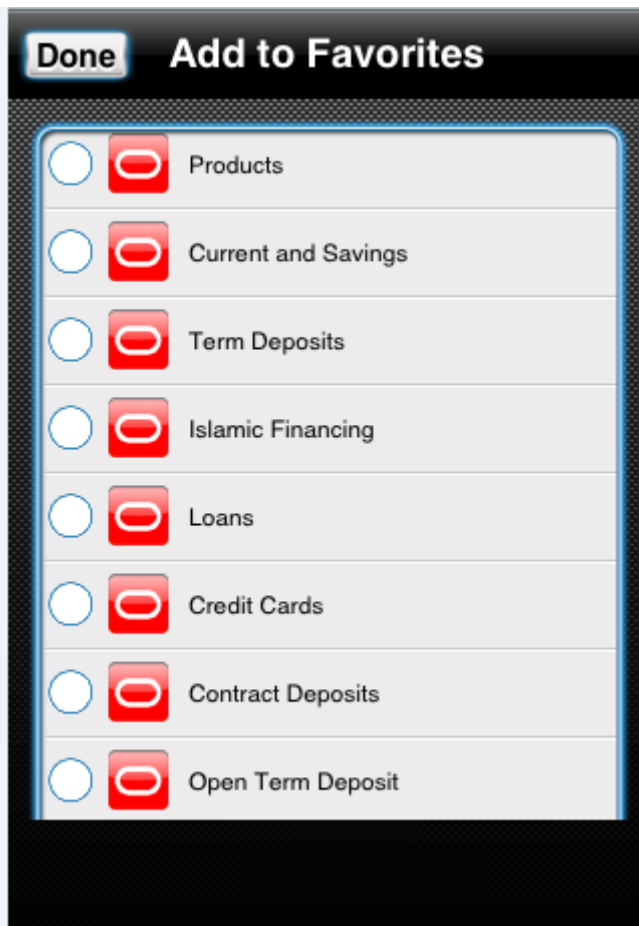 Done
Add to Favorites
Products
Current and Savings
Term Deposits
Islamic Financing
Loans
Credit Cards
Contract Deposits
Open Term Deposit